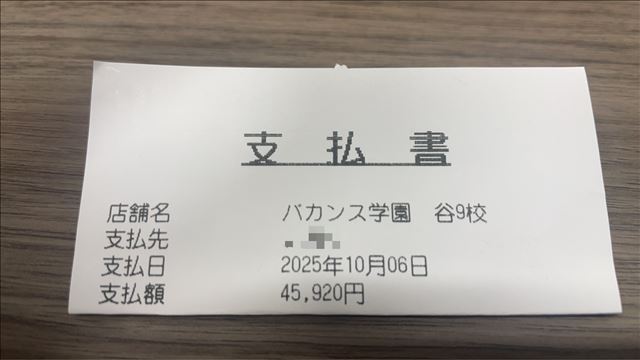 支払書
店舗名 バカンス学園 谷9校
支払先
支払日 2025年10月06日
支払額 45,920円